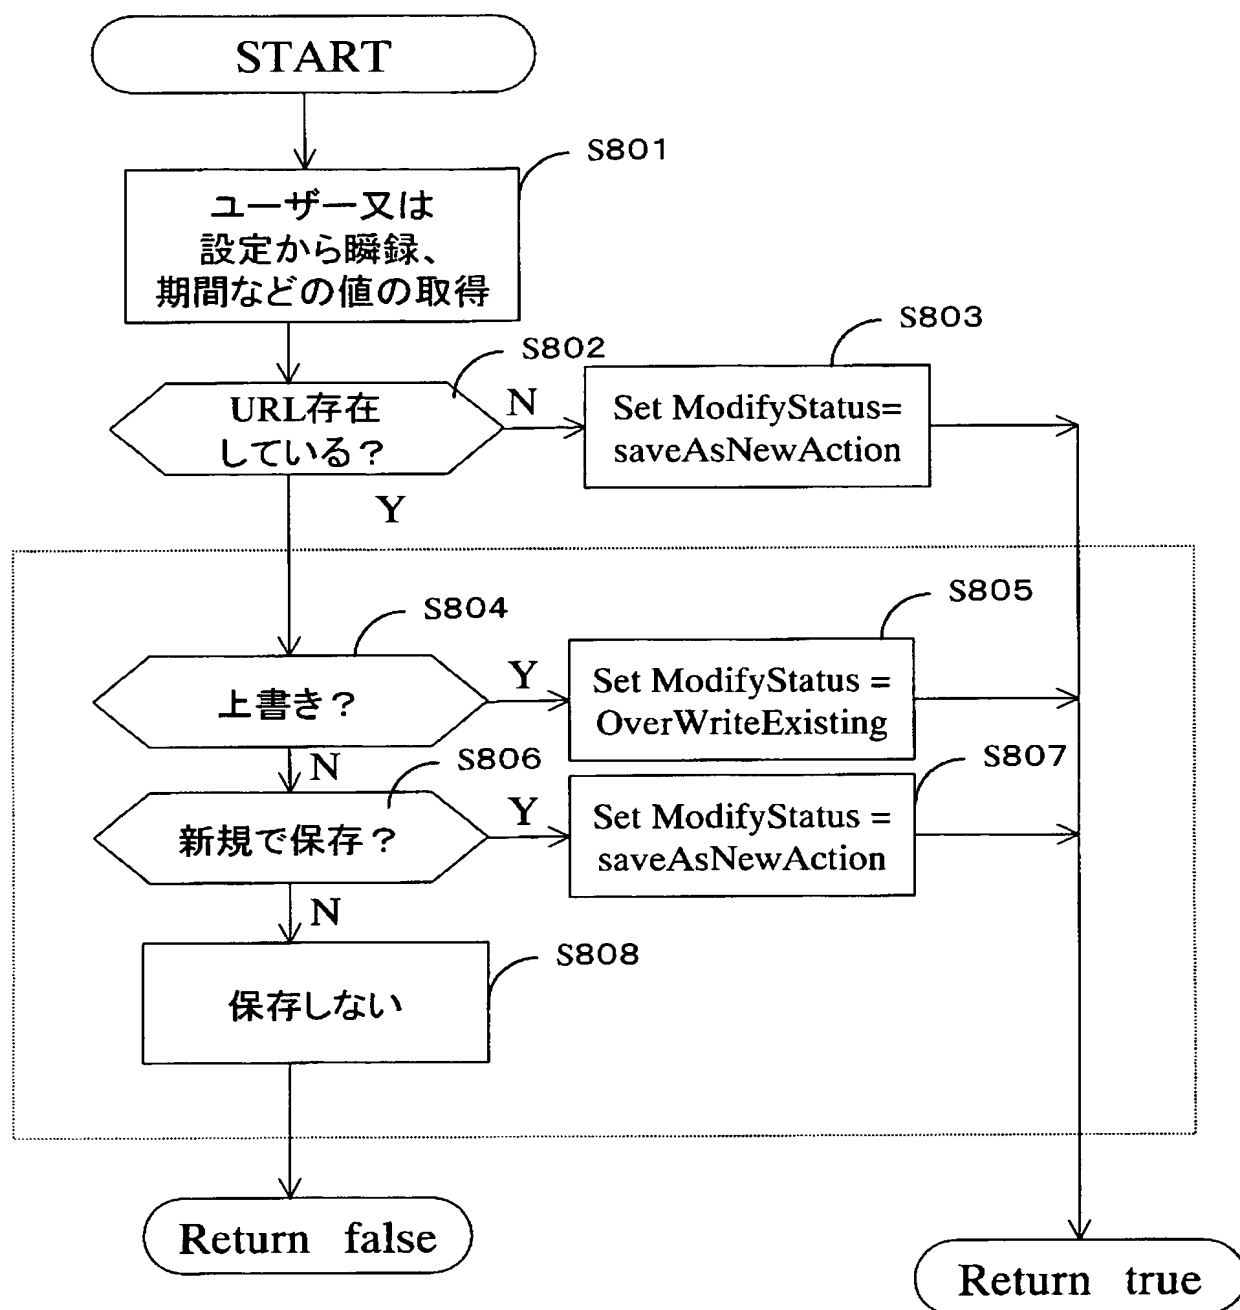 START
S801
ユーザー又は
設定から瞬録、
期間などの値の取得
S802
URL存在
している?
N
S803
Set ModifyStatus=
saveAsNewAction
Y
S804
上書き?
Y
S805
Set ModifyStatus =
OverWriteExisting
N
S806
新規で保存?
Y
S807
Set ModifyStatus =
saveAsNewAction
N
S808
保存しない
Return false
Return true